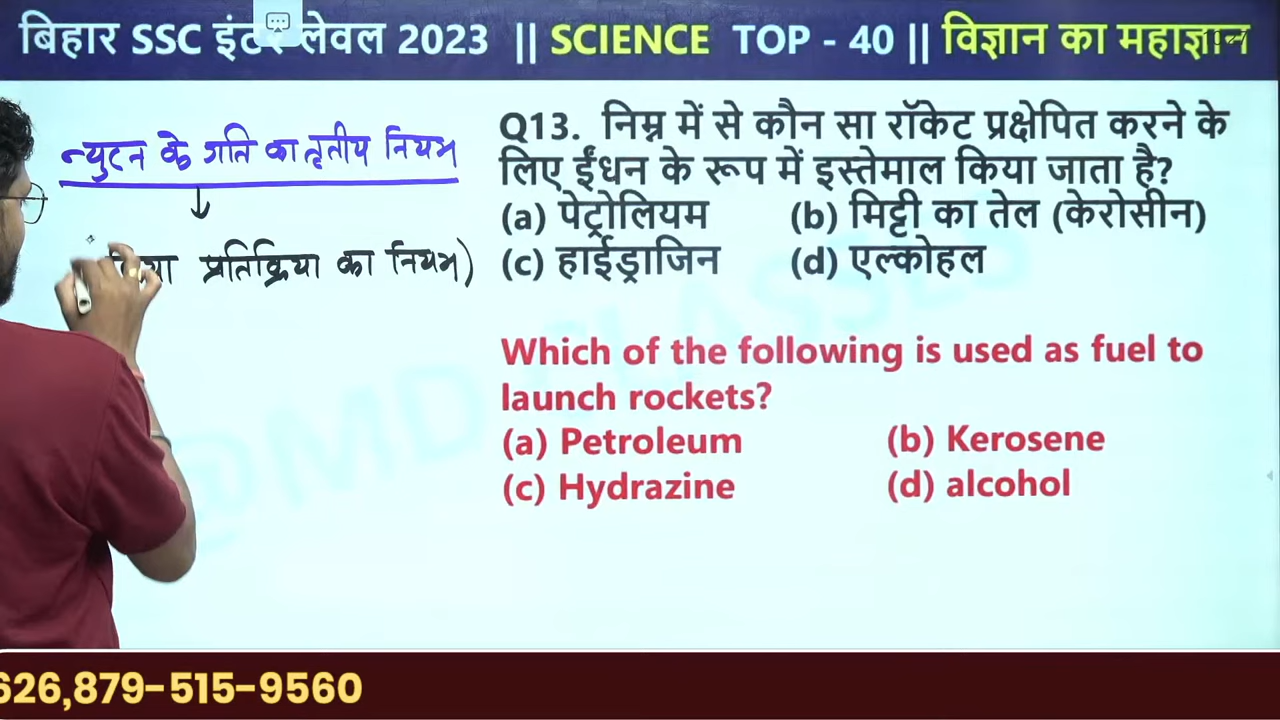 बिहार SSC इंटर लेवल 2023 || SCIENCE TOP - 40 || विज्ञान का महाज्ञान
न्युटन के गति का तृतीय नियम
प्रतिक्रिया का नियम)
Q13. निम्न में से कौन सा रॉकेट प्रक्षेपित करने के
लिए ईंधन के रूप में इस्तेमाल किया जाता है?
(a) पेट्रोलियम (b) मिट्टी का तेल (केरोसीन)
(c) हाईड्राजिन (d) एल्कोहल
Which of the following is used as fuel to
launch rockets?
(a) Petroleum (b) Kerosene
(c) Hydrazine (d) alcohol
@MD CLASSES
626,879-515-9560